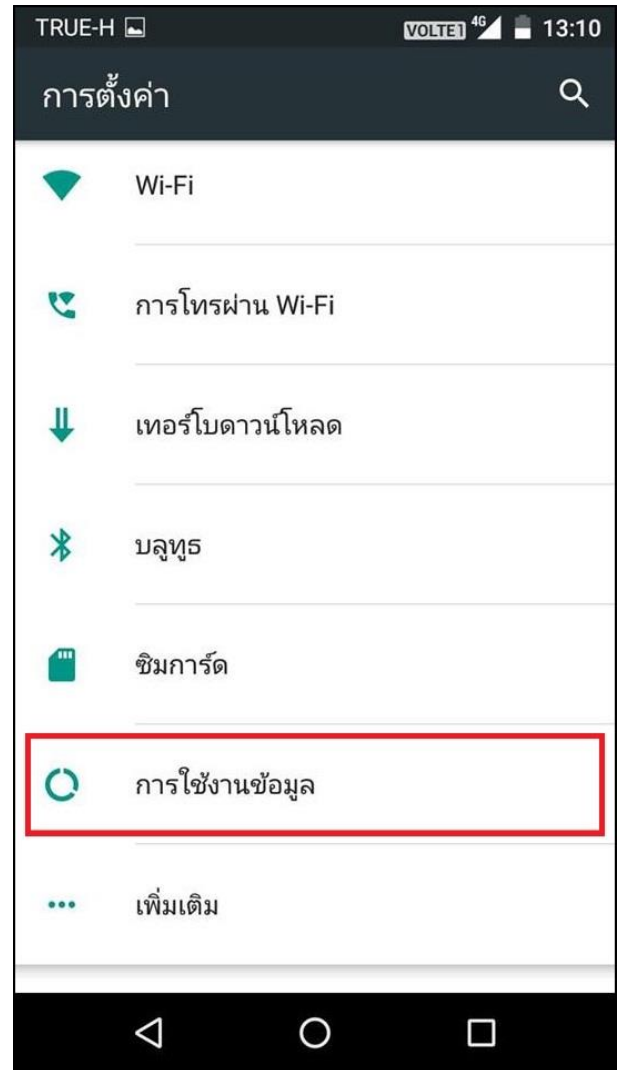 TRUE-H VOLTE1 4G 13:10
การตั้งค่า
Wi-Fi
การโทรผ่าน Wi-Fi
เทอร์โบดาวน์โหลด
บลูทูธ
ซิมการ์ด
การใช้งานข้อมูล
เพิ่มเติม